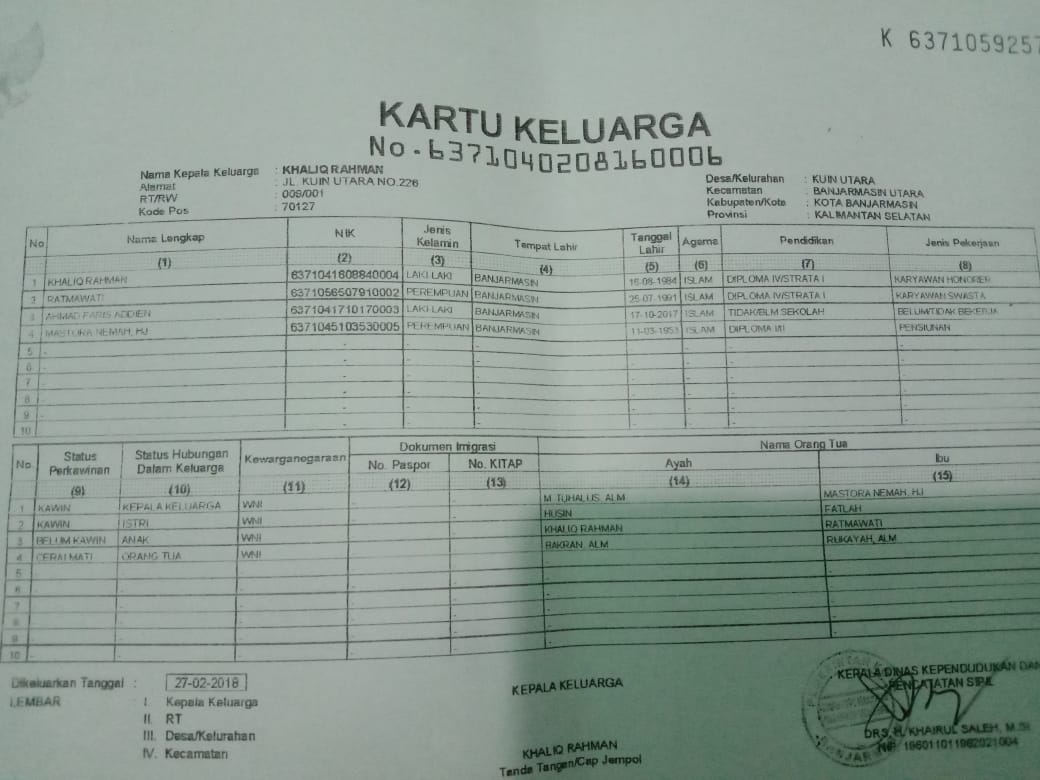 K 6371059257
KARTU KELUARGA
No.6371040208160006
Nama Kepala Keluarga : KHALIQ RAHMAN
Alamat : JL. KUIN UTARA NO.226
RT/RW : 009/001
Kode Pos : 70127
Desa/Kelurahan : KUIN UTARA
Kecamatan : BANJARMASIN UTARA
Kabupaten/Kota : KOTA BANJARMASIN
Provinsi : KALIMANTAN SELATAN
No Nama Lengkap NIK Jenis Kelamin Tempat Lahir Tanggal Lahir Agama Pendidikan Jenis Pekerjaan
(1) (2) (3) (4) (5) (6) (7) (8)
1 KHALIQ RAHMAN 6371041608840004 LAKI-LAKI BANJARMASIN 16-08-1984 ISLAM DIPLOMA IV/STRATA I KARYAWAN HONORER
2 RATMAWATI 6371056507910002 PEREMPUAN BANJARMASIN 25-07-1991 ISLAM DIPLOMA IV/STRATA I KARYAWAN SWASTA
3 AHMAD FARIS ADDIEN 6371041710170003 LAKI-LAKI BANJARMASIN 17-10-2017 ISLAM TIDAK/BLM SEKOLAH BELUM/TIDAK BEKERJA
4 MASTORA NEMAH, HJ 6371045103530005 PEREMPUAN BANJARMASIN 11-03-1953 ISLAM DIPLOMA I/II PENSIUNAN
5 - - - - - - -
6 - - - - - - -
7 - - - - - - -
8 - - - - - - -
9 - - - - - - -
10 - - - - - - -
No Status Perkawinan Status Hubungan Dalam Keluarga Kewarganegaraan Dokumen Imigrasi Nama Orang Tua
No. Paspor No. KITAP Ayah Ibu
(9) (10) (11) (12) (13) (14) (15)
1 KAWIN KEPALA KELUARGA WNI - - M TUHALUS, ALM MASTORA NEMAH, HJ
2 KAWIN ISTRI WNI - - HUSIN FATLAH
3 BELUM KAWIN ANAK WNI - - KHALIQ RAHMAN RATMAWATI
4 CERAI MATI ORANG TUA WNI - - BAKRAN, ALM RUKAYAH, ALM
5 - - - - - - -
6 - - - - - - -
7 - - - - - - -
8 - - - - - - -
9 - - - - - - -
10 - - - - - - -
Dikeluarkan Tanggal : 27-02-2018
LEMBAR : I. Kepala Keluarga
II. RT
III. Desa/Kelurahan
IV. Kecamatan
KEPALA KELUARGA
KHALIQ RAHMAN
Tanda Tangan/Cap Jempol
KEPALA DINAS KEPENDUDUKAN DAN
PENCATATAN SIPIL
DRS. H. KHAIRUL SALEH, M.SI
NIP. 196011011982021004